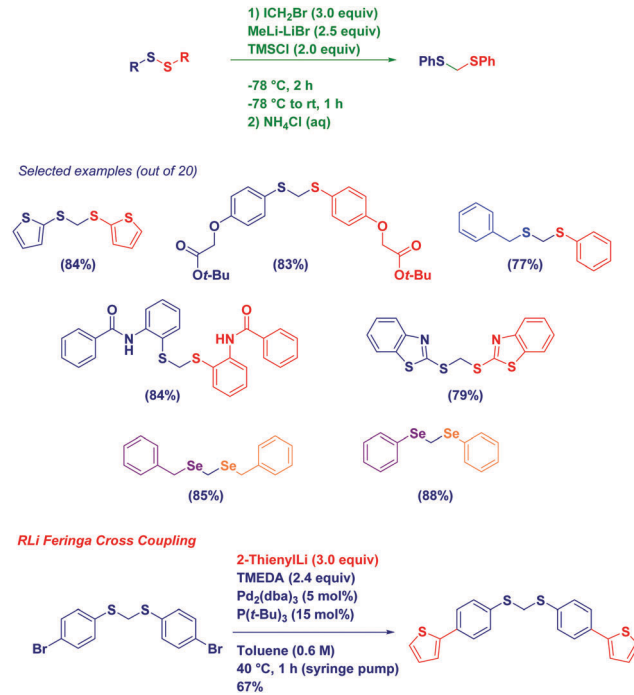 1) ICH2Br (3.0 equiv)
MeLi-LiBr (2.5 equiv)
TMSCl (2.0 equiv)
R S S R
PhS SPh
-78 °C, 2 h
-78 °C to rt, 1 h
2) NH4Cl (aq)
Selected examples (out of 20)
S S S S
(84%)
S S
O O
O O
Ot-Bu (83%) Ot-Bu
S S
(77%)
O HN O
N H
S S
(84%)
N N
S S S S
(79%)
Se Se
(85%)
Se Se
(88%)
RLi Feringa Cross Coupling
2-ThienylLi (3.0 equiv)
TMEDA (2.4 equiv)
Pd2(dba)3 (5 mol%)
P(t-Bu)3 (15 mol%)
S S
Br Br
S S
S S
Toluene (0.6 M)
40 °C, 1 h (syringe pump)
67%